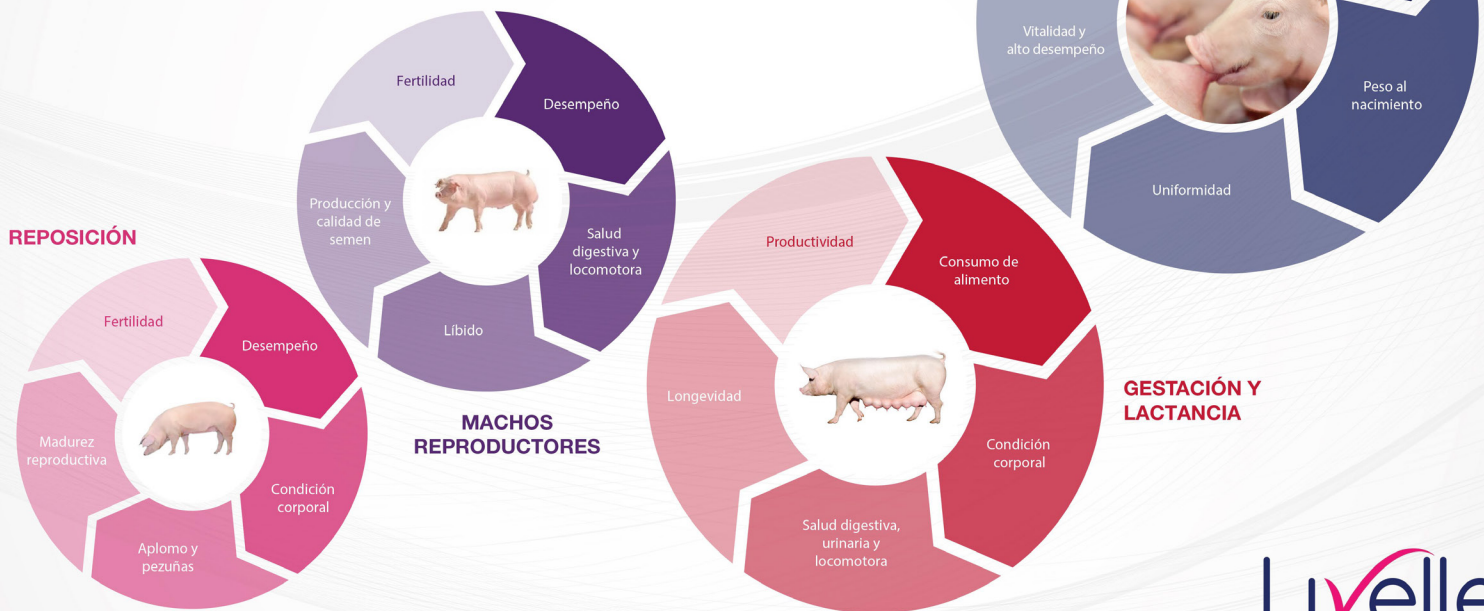 Vitalidad y
alto desempeño
Peso al
nacimiento
Uniformidad
Fertilidad
Desempeño
Producción y
calidad de
semen
Salud
digestiva y
locomotora
Líbido
MACHOS
REPRODUCTORES
REPOSICIÓN
Fertilidad
Desempeño
Madurez
reproductiva
Condición
corporal
Aplomo y
pezuñas
Productividad
Consumo de
alimento
Longevidad
Condición
corporal
Salud digestiva,
urinaria y
locomotora
GESTACIÓN Y
LACTANCIA
Livelle